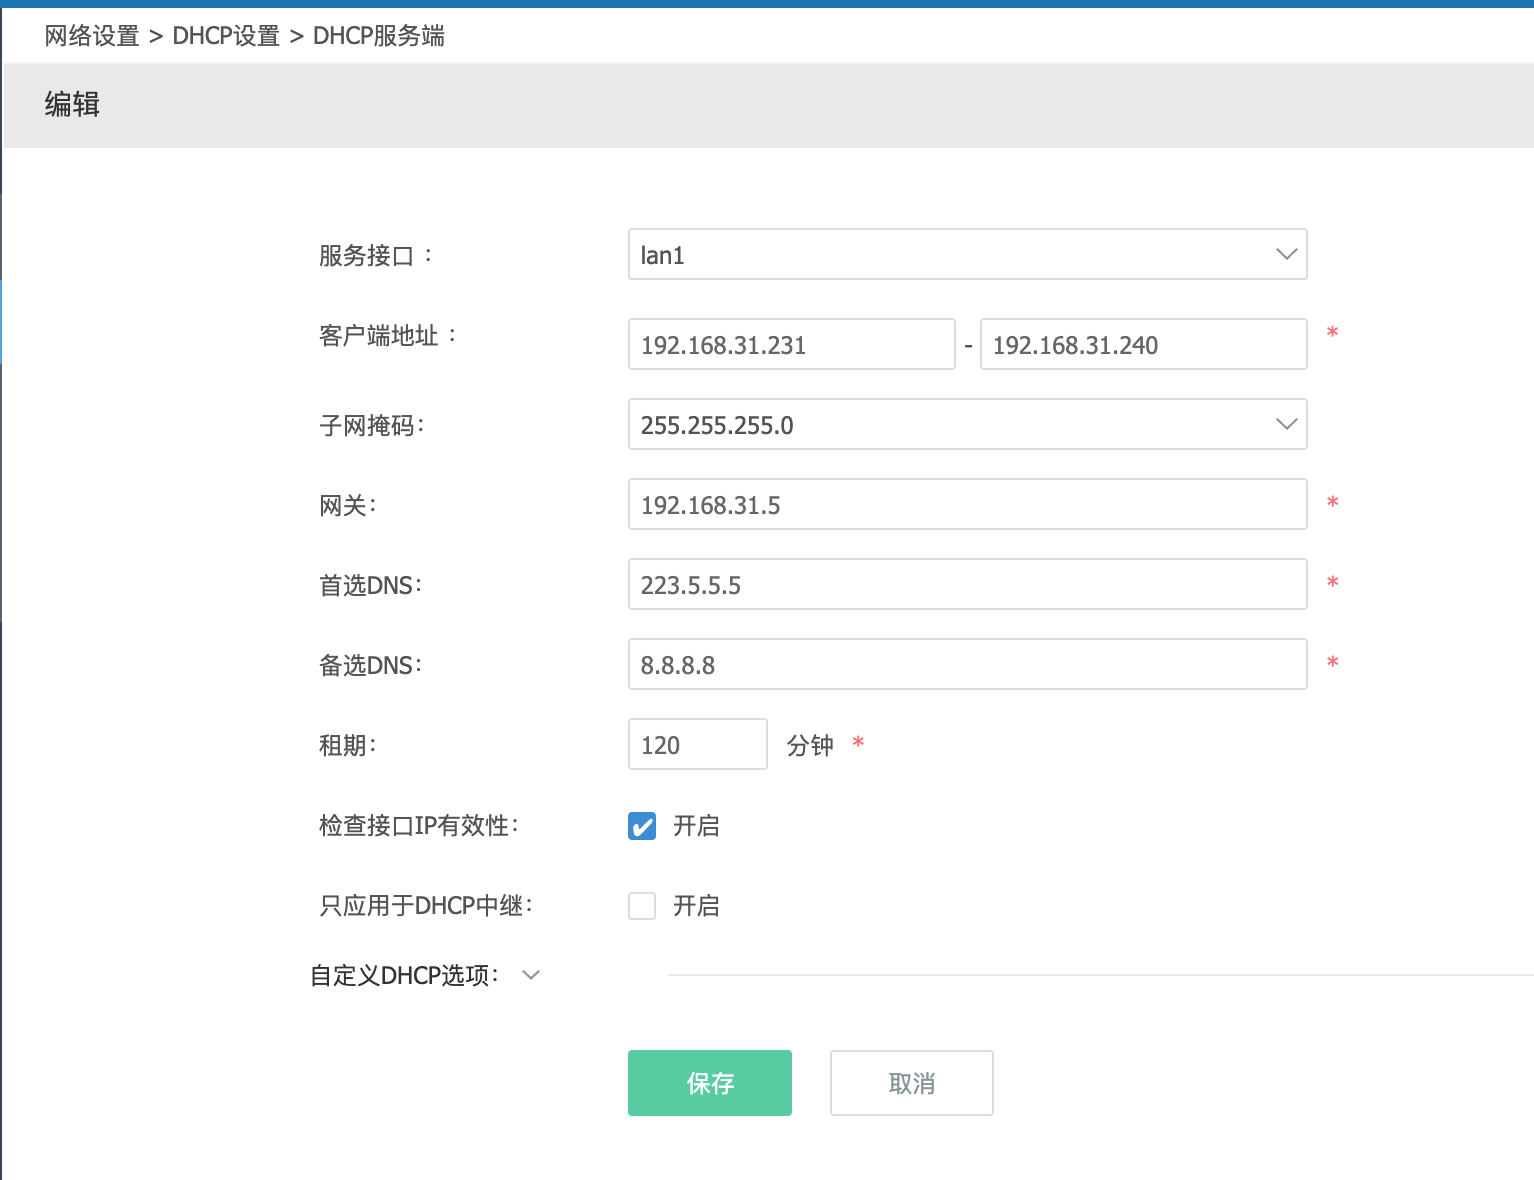 网络设置 > DHCP设置 > DHCP服务端
编辑
服务接口 ： lan1
客户端地址 ： 192.168.31.231 - 192.168.31.240 *
子网掩码： 255.255.255.0
网关： 192.168.31.5 *
首选DNS： 223.5.5.5 *
备选DNS： 8.8.8.8 *
租期： 120 分钟 *
检查接口IP有效性： 开启
只应用于DHCP中继： 开启
自定义DHCP选项：
保存 取消